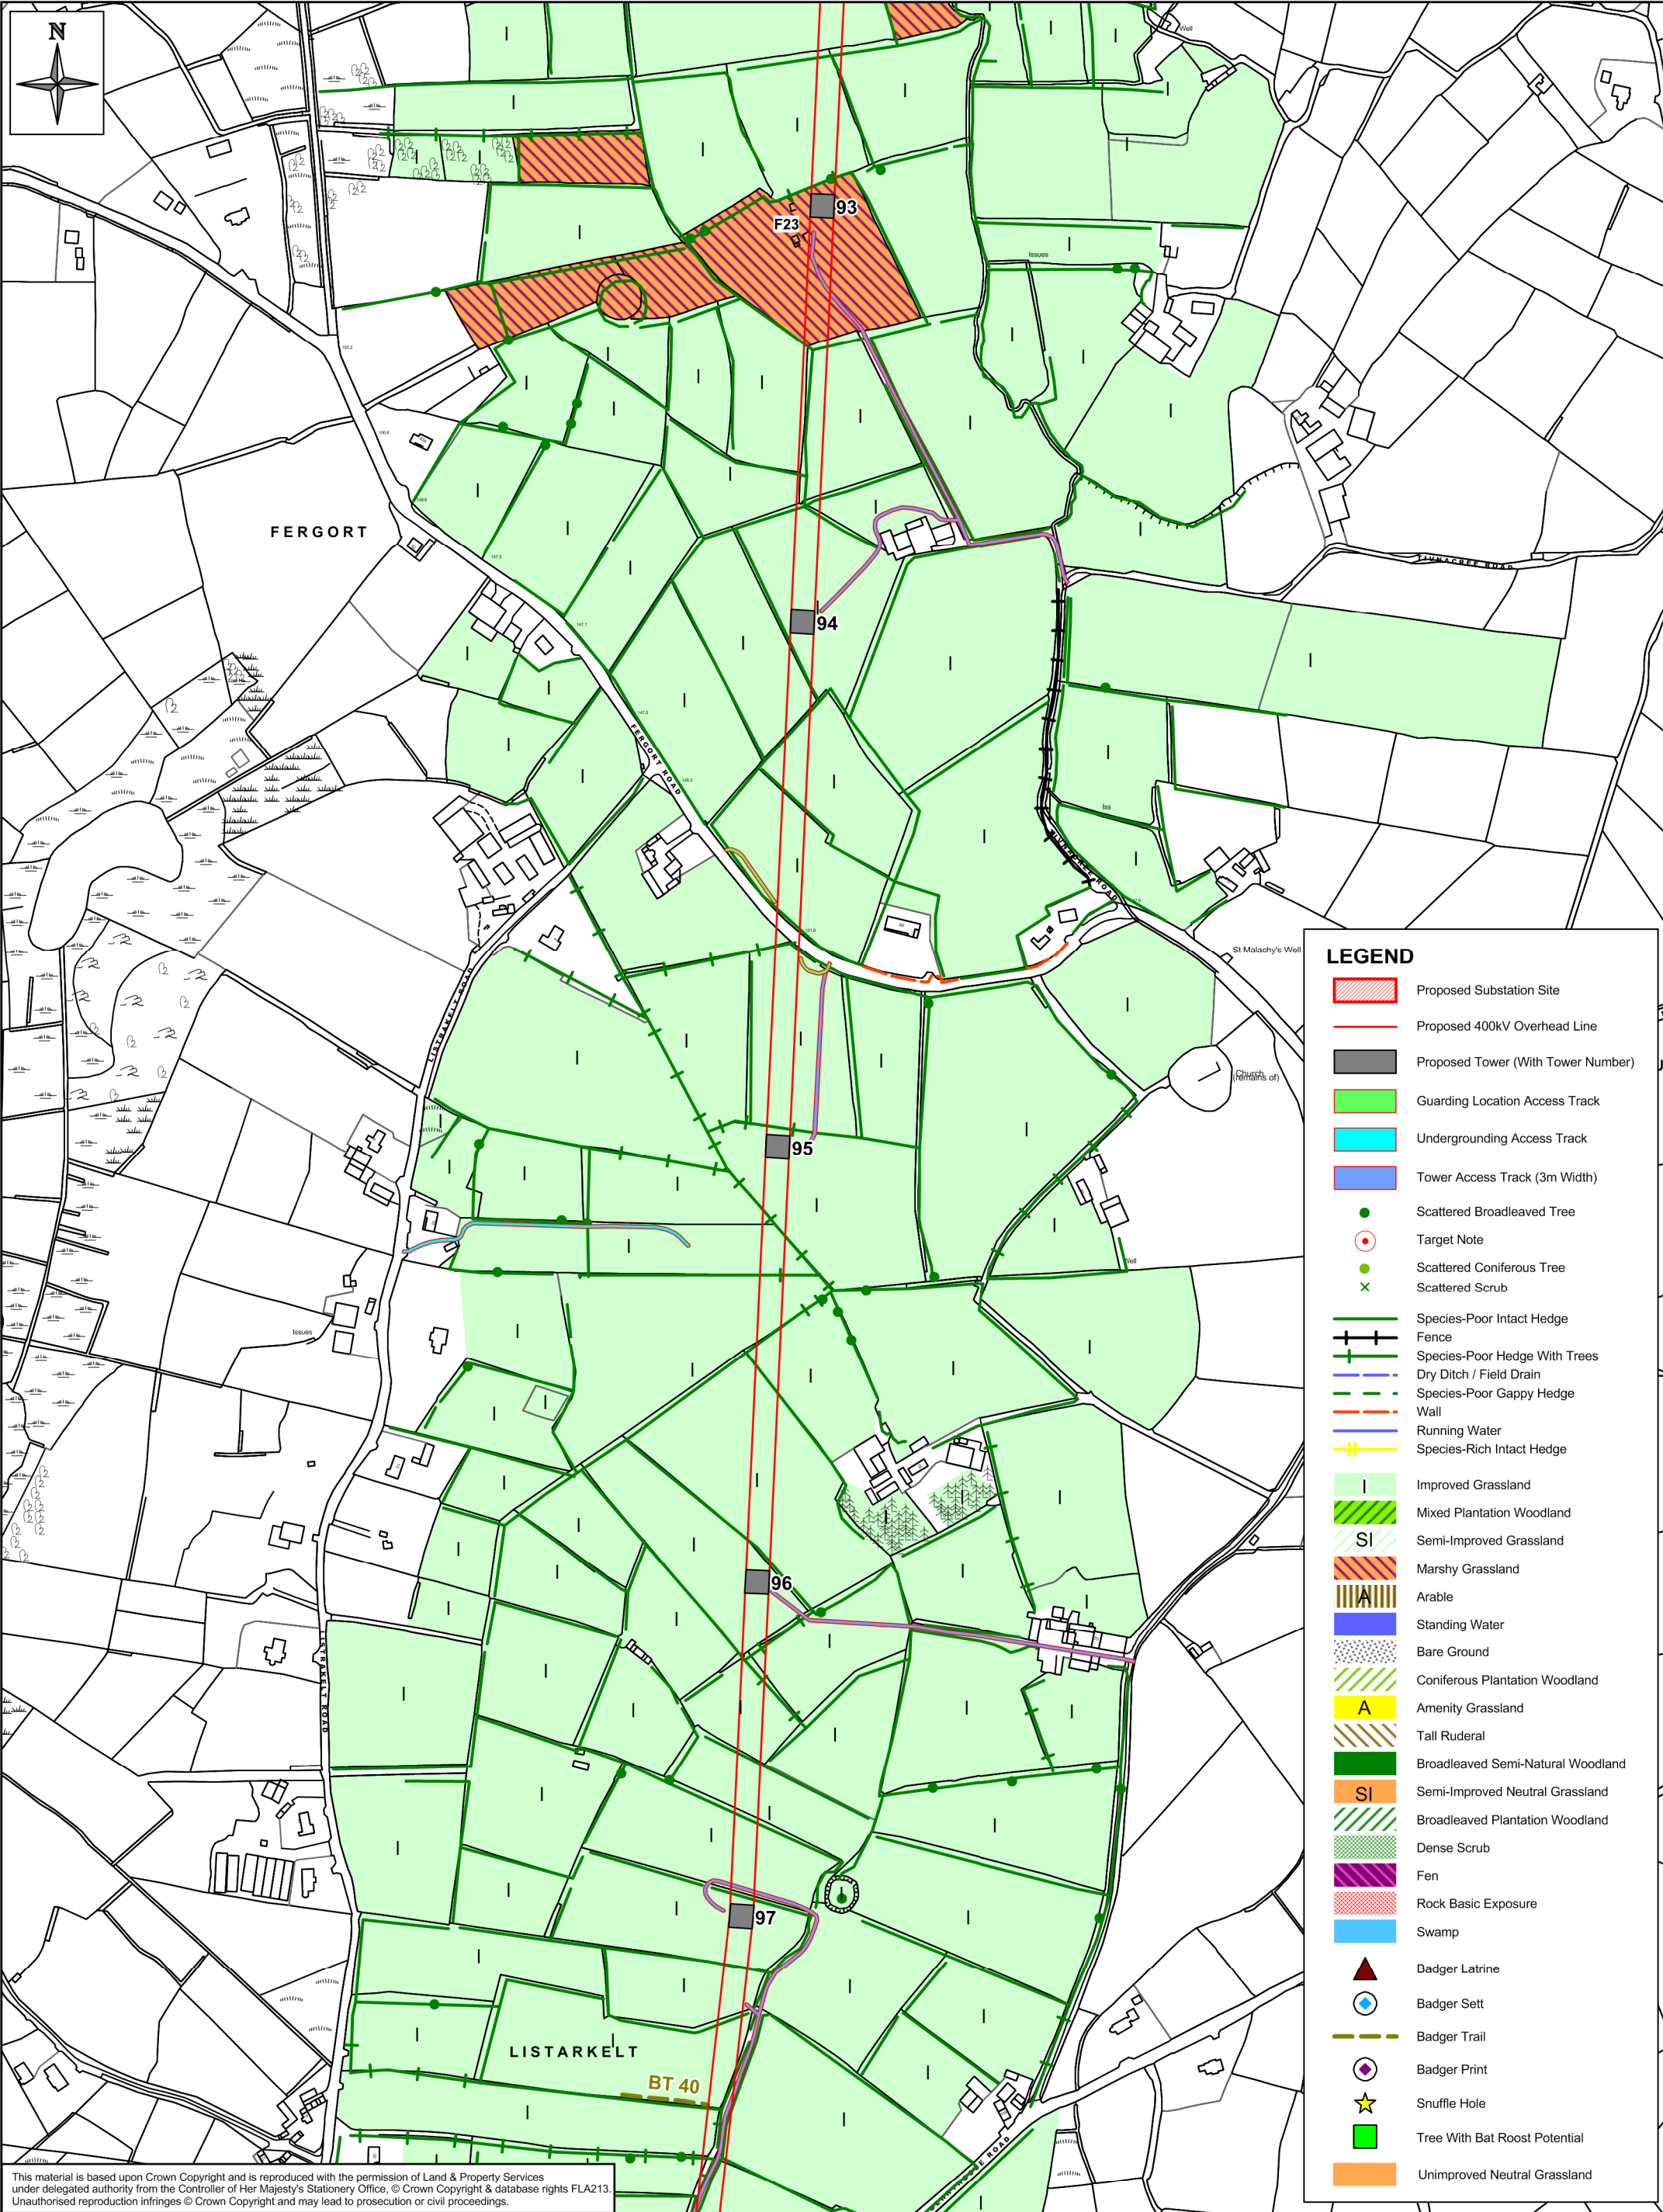 N
Well
93
F23
Issues
FERGORT
TIVNACREE ROAD
94
FERGORT ROAD
Iss
St Malachy's Well
LISTRAKELT ROAD
Church
(remains of)
95
Well
Issues
96
LISTRAKELT ROAD
97
LISTARKELT
BT 40
LEGEND
Proposed Substation Site
Proposed 400kV Overhead Line
Proposed Tower (With Tower Number)
Guarding Location Access Track
Undergrounding Access Track
Tower Access Track (3m Width)
Scattered Broadleaved Tree
Target Note
Scattered Coniferous Tree
Scattered Scrub
Species-Poor Intact Hedge
Fence
Species-Poor Hedge With Trees
Dry Ditch / Field Drain
Species-Poor Gappy Hedge
Wall
Running Water
Species-Rich Intact Hedge
I Improved Grassland
Mixed Plantation Woodland
SI Semi-Improved Grassland
Marshy Grassland
A Arable
Standing Water
Bare Ground
Coniferous Plantation Woodland
A Amenity Grassland
Tall Ruderal
Broadleaved Semi-Natural Woodland
SI Semi-Improved Neutral Grassland
Broadleaved Plantation Woodland
Dense Scrub
Fen
Rock Basic Exposure
Swamp
Badger Latrine
Badger Sett
Badger Trail
Badger Print
Snuffle Hole
Tree With Bat Roost Potential
Unimproved Neutral Grassland
This material is based upon Crown Copyright and is reproduced with the permission of Land & Property Services
under delegated authority from the Controller of Her Majesty's Stationery Office, © Crown Copyright & database rights FLA213.
Unauthorised reproduction infringes © Crown Copyright and may lead to prosecution or civil proceedings.